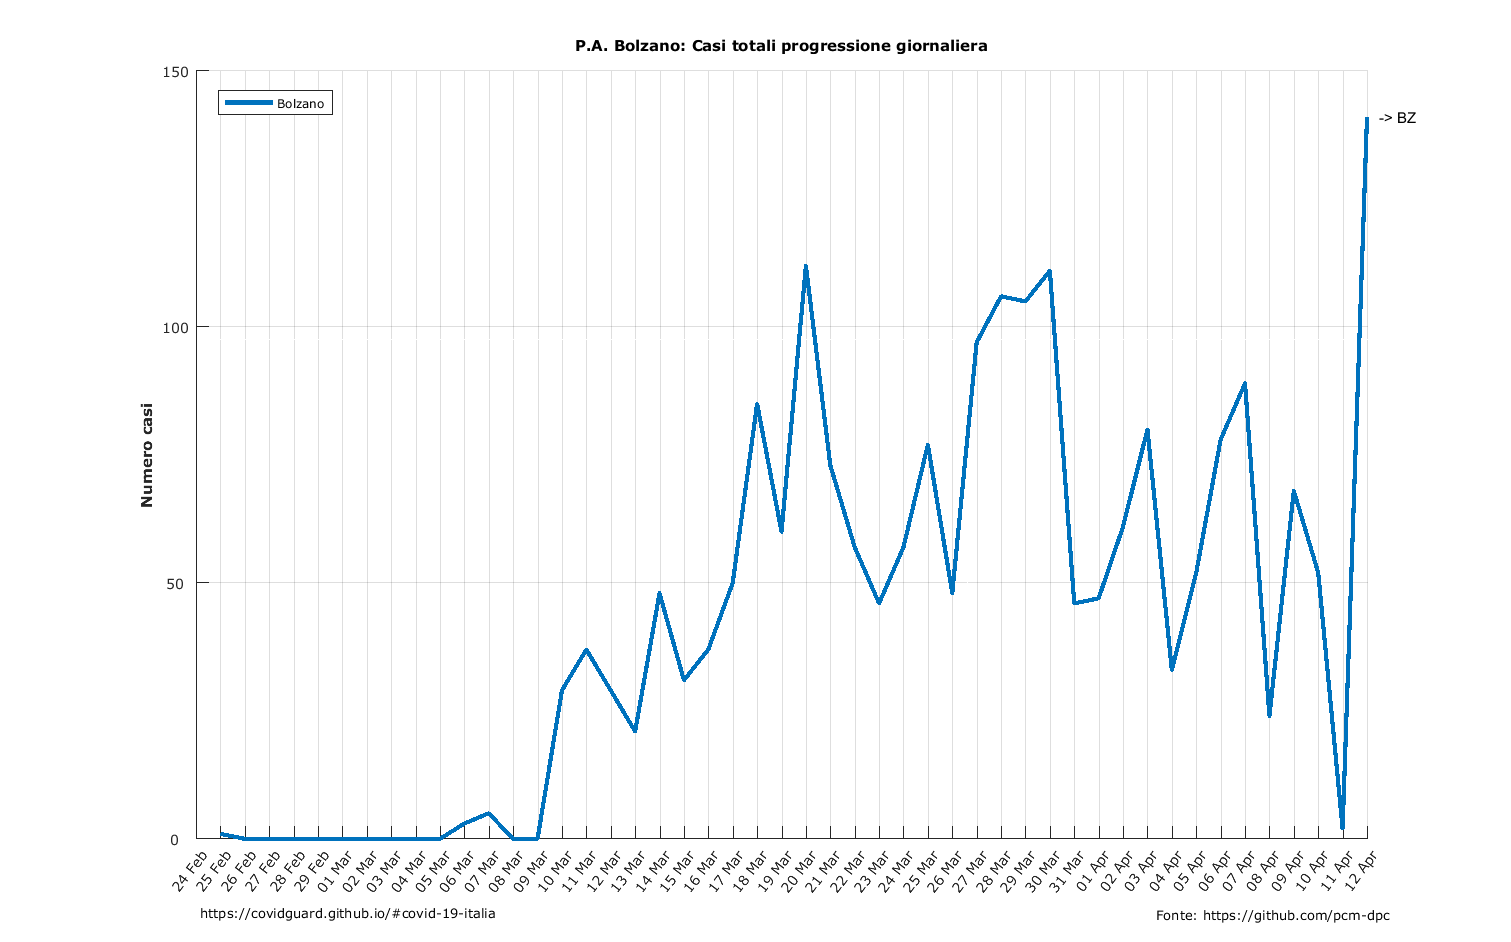 P.A. Bolzano: Casi totali progressione giornaliera
150
Bolzano
-> BZ
100
Numero casi
50
0
24 Feb
25 Feb
26 Feb
27 Feb
28 Feb
29 Feb
01 Mar
02 Mar
03 Mar
04 Mar
05 Mar
06 Mar
07 Mar
08 Mar
09 Mar
10 Mar
11 Mar
12 Mar
13 Mar
14 Mar
15 Mar
16 Mar
17 Mar
18 Mar
19 Mar
20 Mar
21 Mar
22 Mar
23 Mar
24 Mar
25 Mar
26 Mar
27 Mar
28 Mar
29 Mar
30 Mar
31 Mar
01 Apr
02 Apr
03 Apr
04 Apr
05 Apr
06 Apr
07 Apr
08 Apr
09 Apr
10 Apr
11 Apr
12 Apr
https://covidguard.github.io/#covid-19-italia
Fonte: https://github.com/pcm-dpc